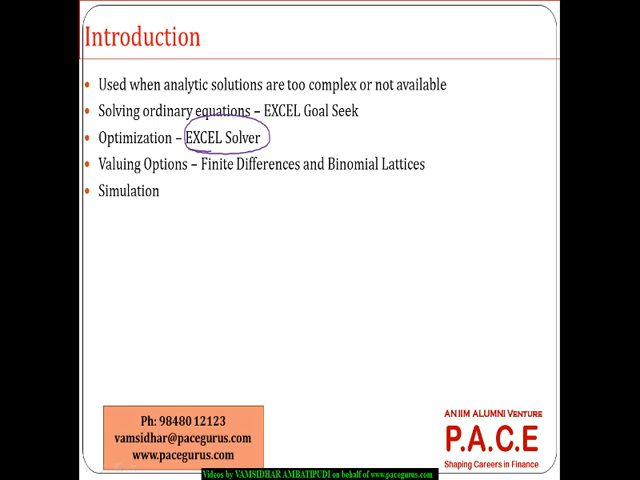 Introduction
Used when analytic solutions are too complex or not available
Solving ordinary equations – EXCEL Goal Seek
Optimization – EXCEL Solver
Valuing Options – Finite Differences and Binomial Lattices
Simulation
Ph: 98480 12123
vamsidhar@pacegurus.com
www.pacegurus.com
AN IIM ALUMNI VENTURE
P.A.C.E
Shaping Careers in Finance
Videos by VAMSIDHAR AMBATIPUDI on behalf of www.pacegurus.com